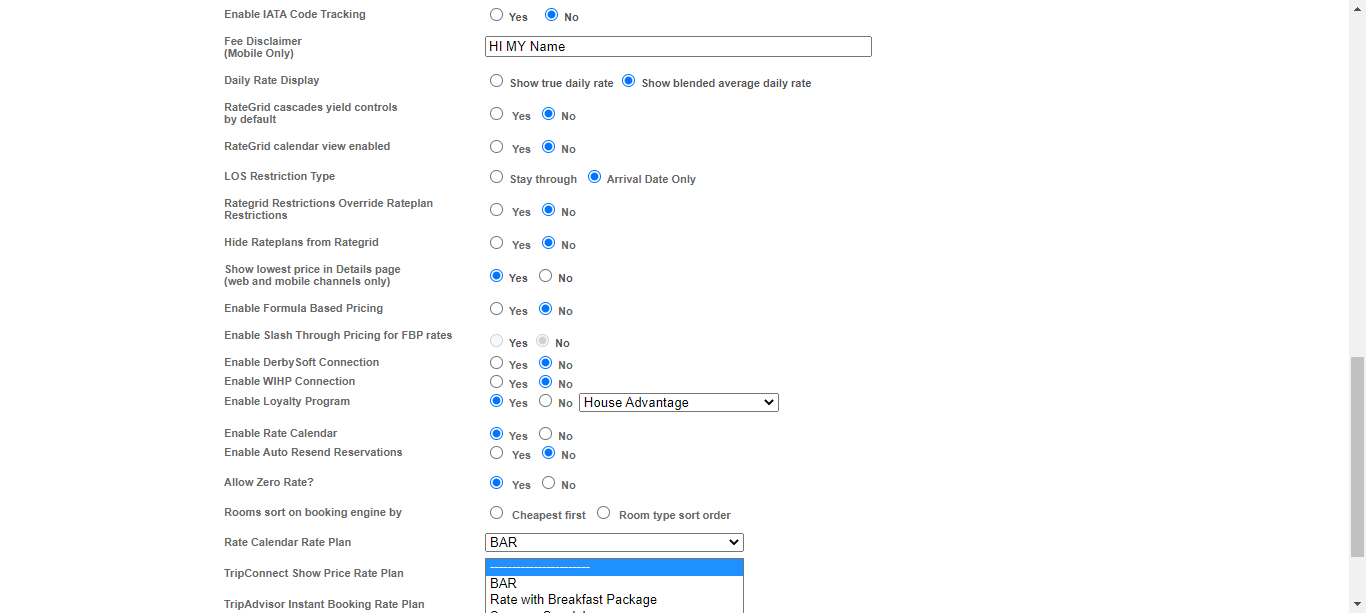 Enable IATA Code Tracking Yes No
Fee Disclaimer
(Mobile Only) HI MY Name
Daily Rate Display Show true daily rate Show blended average daily rate
RateGrid cascades yield controls
by default Yes No
RateGrid calendar view enabled Yes No
LOS Restriction Type Stay through Arrival Date Only
Rategrid Restrictions Override Rateplan
Restrictions Yes No
Hide Rateplans from Rategrid Yes No
Show lowest price in Details page
(web and mobile channels only) Yes No
Enable Formula Based Pricing Yes No
Enable Slash Through Pricing for FBP rates Yes No
Enable DerbySoft Connection Yes No
Enable WIHP Connection Yes No
Enable Loyalty Program Yes No House Advantage
Enable Rate Calendar Yes No
Enable Auto Resend Reservations Yes No
Allow Zero Rate? Yes No
Rooms sort on booking engine by Cheapest first Room type sort order
Rate Calendar Rate Plan BAR
TripConnect Show Price Rate Plan
BAR
Rate with Breakfast Package
TripAdvisor Instant Booking Rate Plan